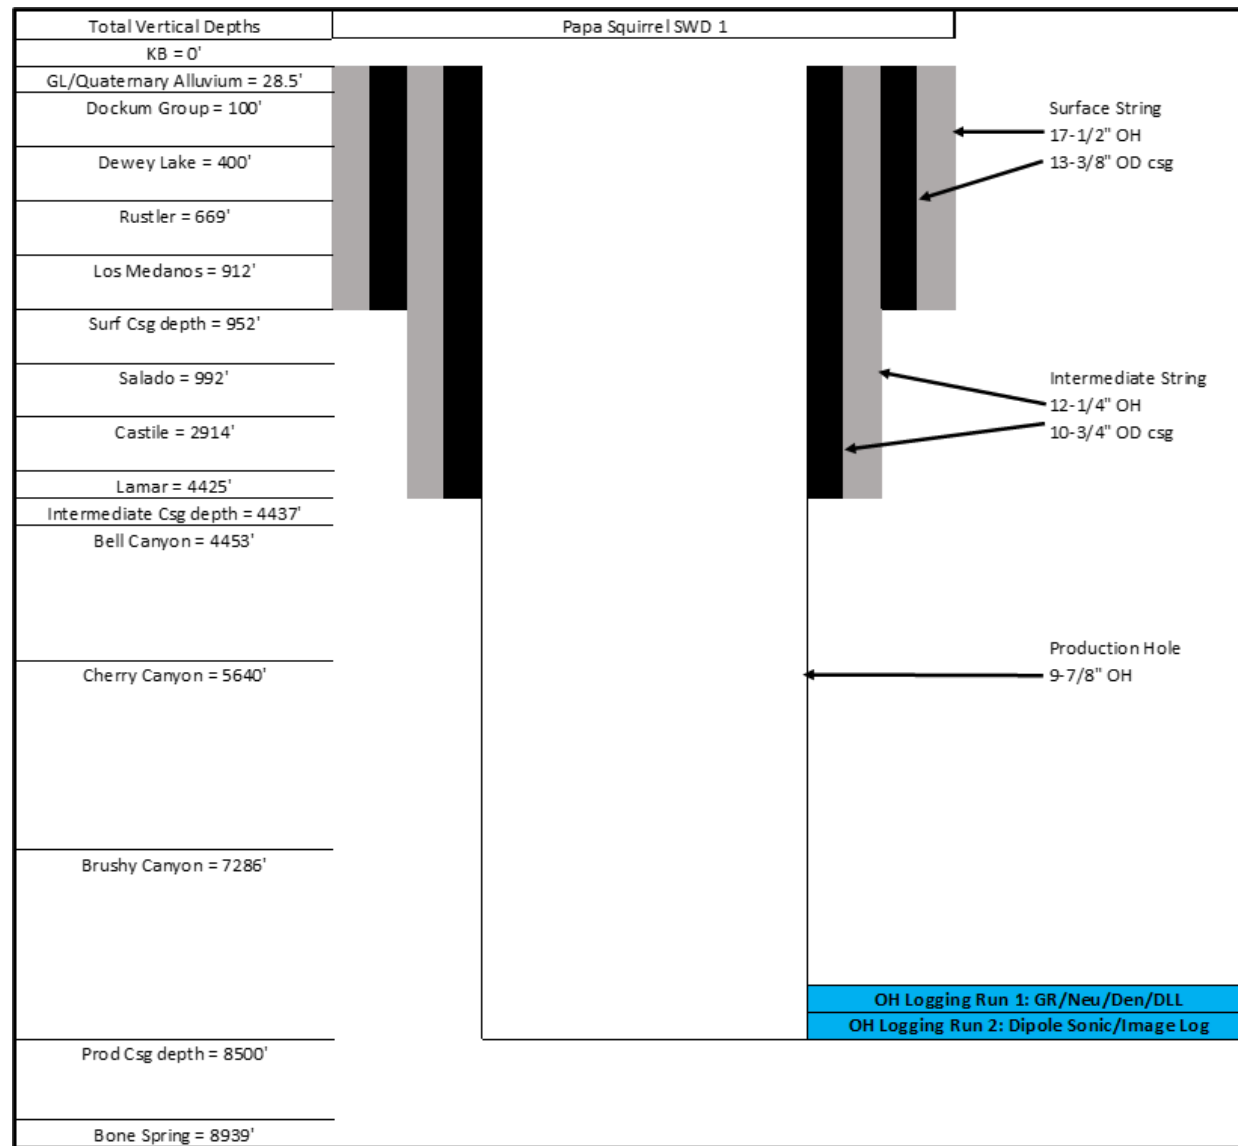 Total Vertical Depths
Papa Squirrel SWD 1
KB = 0'
GL/Quaternary Alluvium = 28.5'
Dockum Group = 100'
Dewey Lake = 400'
Rustler = 669'
Los Medanos = 912'
Surf Csg depth = 952'
Salado = 992'
Castile = 2914'
Lamar = 4425'
Intermediate Csg depth = 4437'
Bell Canyon = 4453'
Cherry Canyon = 5640'
Brushy Canyon = 7286'
Prod Csg depth = 8500'
Bone Spring = 8939'
Surface String
17-1/2" OH
13-3/8" OD csg
Intermediate String
12-1/4" OH
10-3/4" OD csg
Production Hole
9-7/8" OH
OH Logging Run 1: GR/Neu/Den/DLL
OH Logging Run 2: Dipole Sonic/Image Log